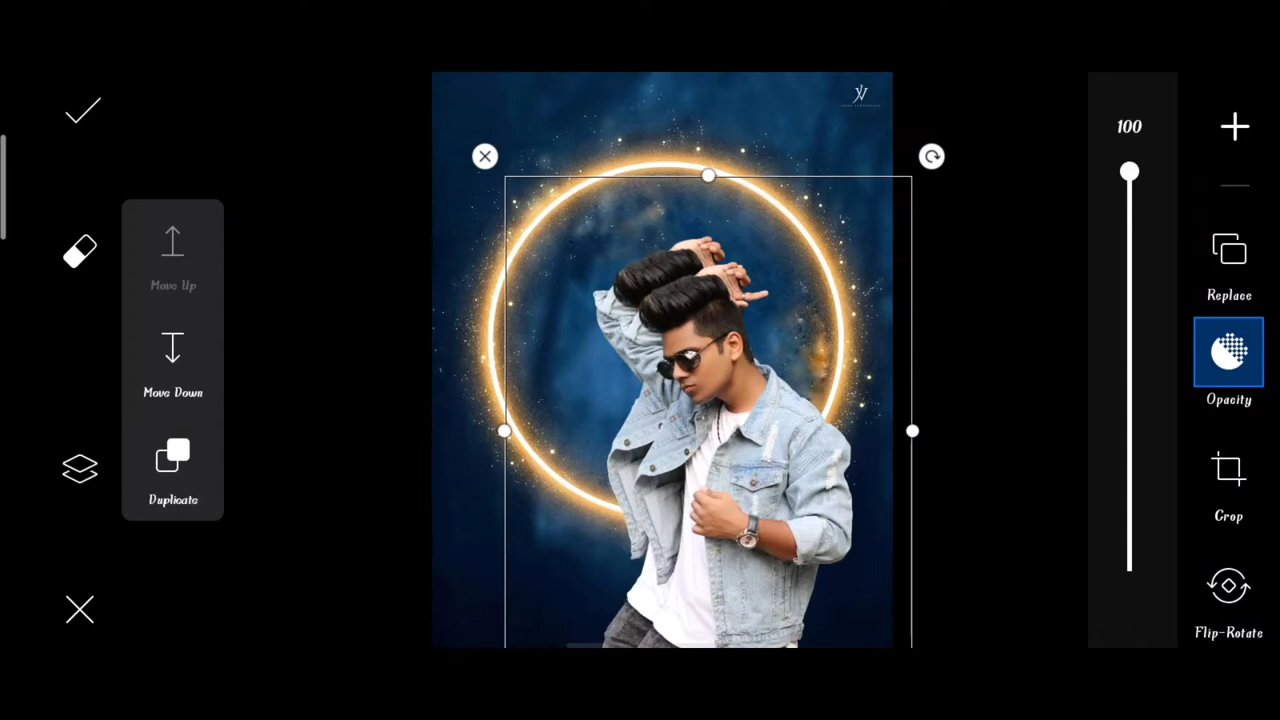 Move Up
Move Down
Duplicate
100
Replace
Opacity
Crop
Flip-Rotate